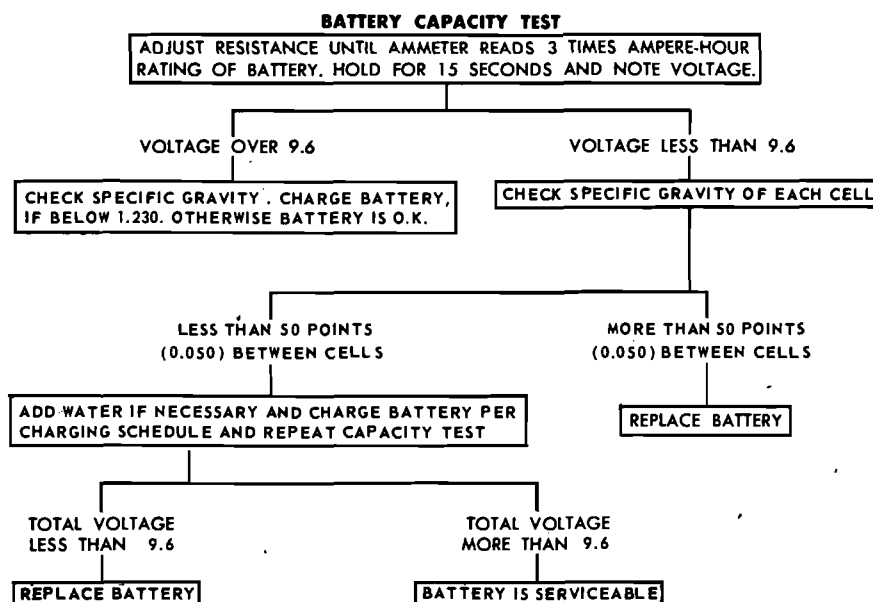 BATTERY CAPACITY TEST
ADJUST RESISTANCE UNTIL AMMETER READS 3 TIMES AMPERE-HOUR
RATING OF BATTERY. HOLD FOR 15 SECONDS AND NOTE VOLTAGE.
VOLTAGE OVER 9.6
VOLTAGE LESS THAN 9.6
CHECK SPECIFIC GRAVITY . CHARGE BATTERY,
IF BELOW 1.230. OTHERWISE BATTERY IS O.K.
CHECK SPECIFIC GRAVITY OF EACH CELL
LESS THAN 50 POINTS
(0.050) BETWEEN CELLS
MORE THAN 50 POINTS
(0.050) BETWEEN CELLS
ADD WATER IF NECESSARY AND CHARGE BATTERY PER
CHARGING SCHEDULE AND REPEAT CAPACITY TEST
REPLACE BATTERY
TOTAL VOLTAGE
LESS THAN 9.6
TOTAL VOLTAGE
MORE THAN 9.6
REPLACE BATTERY
BATTERY IS SERVICEABLE